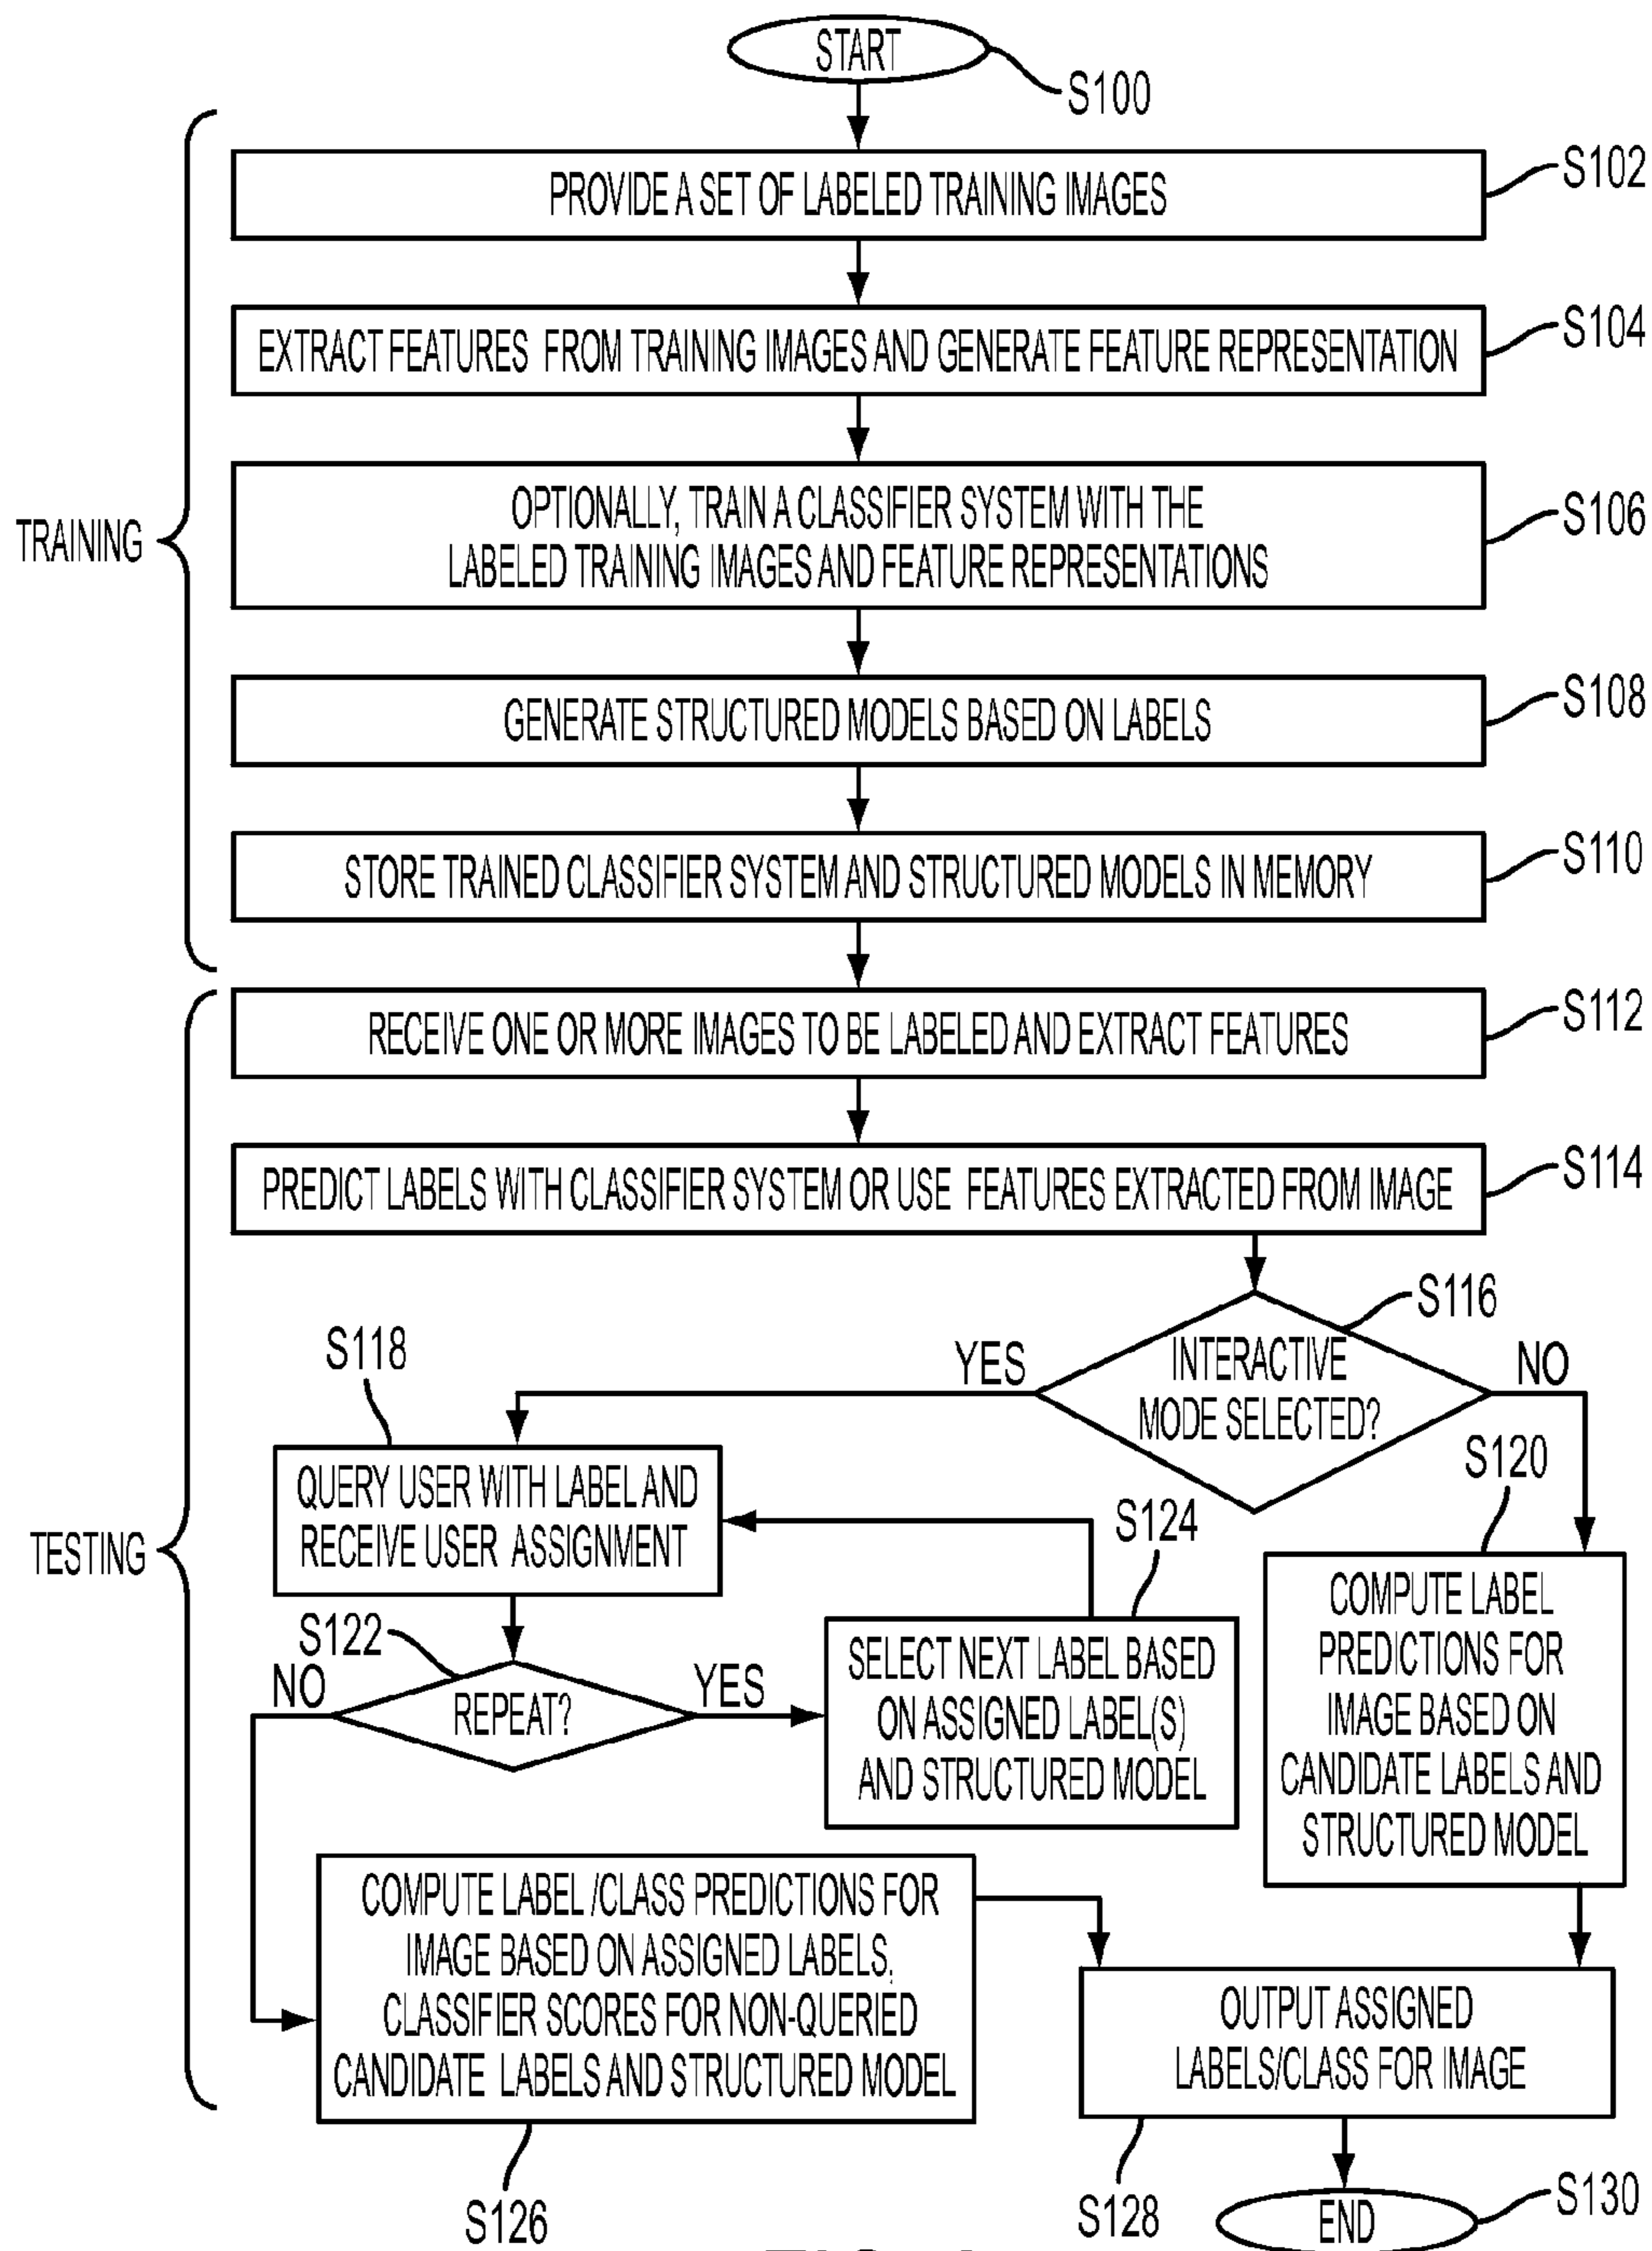 START
S100
TRAINING
PROVIDE A SET OF LABELED TRAINING IMAGES
S102
EXTRACT FEATURES FROM TRAINING IMAGES AND GENERATE FEATURE REPRESENTATION
S104
OPTIONALLY, TRAIN A CLASSIFIER SYSTEM WITH THE
LABELED TRAINING IMAGES AND FEATURE REPRESENTATIONS
S106
GENERATE STRUCTURED MODELS BASED ON LABELS
S108
STORE TRAINED CLASSIFIER SYSTEM AND STRUCTURED MODELS IN MEMORY
S110
TESTING
RECEIVE ONE OR MORE IMAGES TO BE LABELED AND EXTRACT FEATURES
S112
PREDICT LABELS WITH CLASSIFIER SYSTEM OR USE FEATURES EXTRACTED FROM IMAGE
S114
INTERACTIVE
MODE SELECTED?
S116
YES
NO
S118
QUERY USER WITH LABEL AND
RECEIVE USER ASSIGNMENT
S120
COMPUTE LABEL
PREDICTIONS FOR
IMAGE BASED ON
CANDIDATE LABELS AND
STRUCTURED MODEL
S122
REPEAT?
NO
YES
S124
SELECT NEXT LABEL BASED
ON ASSIGNED LABEL(S)
AND STRUCTURED MODEL
COMPUTE LABEL /CLASS PREDICTIONS FOR
IMAGE BASED ON ASSIGNED LABELS,
CLASSIFIER SCORES FOR NON-QUERIED
CANDIDATE LABELS AND STRUCTURED MODEL
S126
OUTPUT ASSIGNED
LABELS/CLASS FOR IMAGE
S128
END
S130